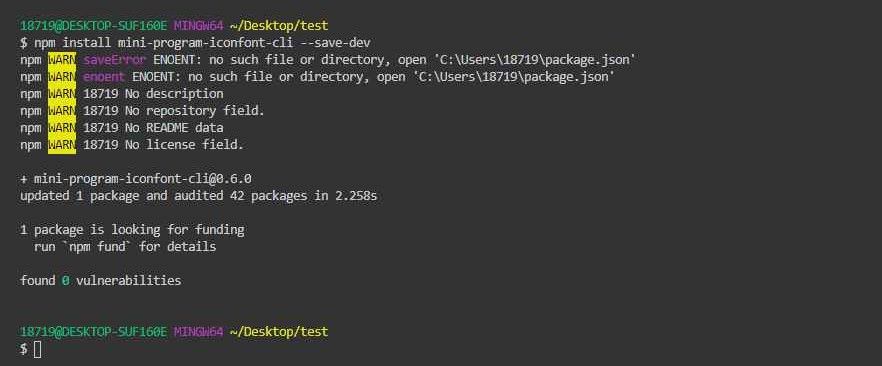 18719@DESKTOP-SUF160E MINGW64 ~/Desktop/test
$ npm install mini-program-iconfont-cli --save-dev
npm WARN saveError ENOENT: no such file or directory, open 'C:\Users\18719\package.json'
npm WARN enoent ENOENT: no such file or directory, open 'C:\Users\18719\package.json'
npm WARN 18719 No description
npm WARN 18719 No repository field.
npm WARN 18719 No README data
npm WARN 18719 No license field.
+ mini-program-iconfont-cli@0.6.0
updated 1 package and audited 42 packages in 2.258s
1 package is looking for funding
run `npm fund` for details
found 0 vulnerabilities
18719@DESKTOP-SUF160E MINGW64 ~/Desktop/test
$